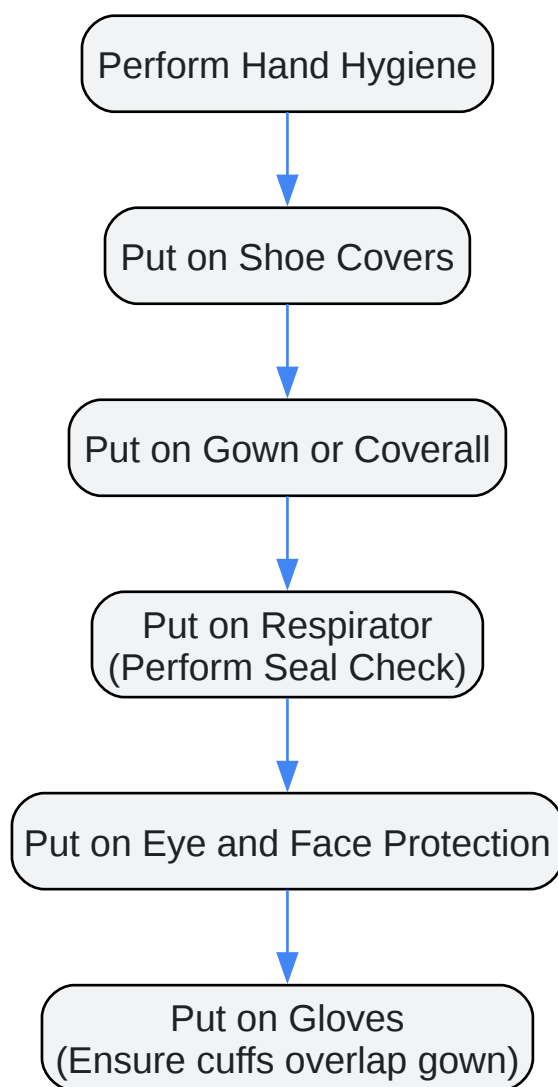 Perform Hand Hygiene
Put on Shoe Covers
Put on Gown or Coverall
Put on Respirator
(Perform Seal Check)
Put on Eye and Face Protection
Put on Gloves
(Ensure cuffs overlap gown)